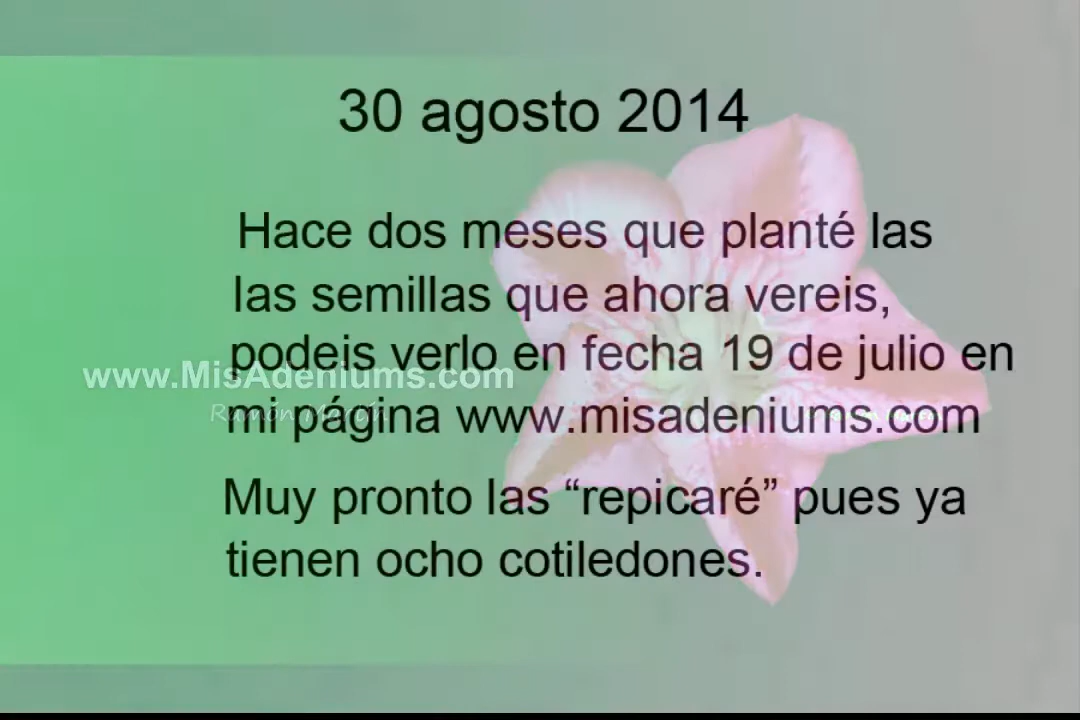 30 agosto 2014
Hace dos meses que planté las
las semillas que ahora vereis,
podeis verlo en fecha 19 de julio en
www.MisAdeniums.com
Ramón Martín
mi página www.misadeniums.com
Muy pronto las “repicaré” pues ya
tienen ocho cotiledones.